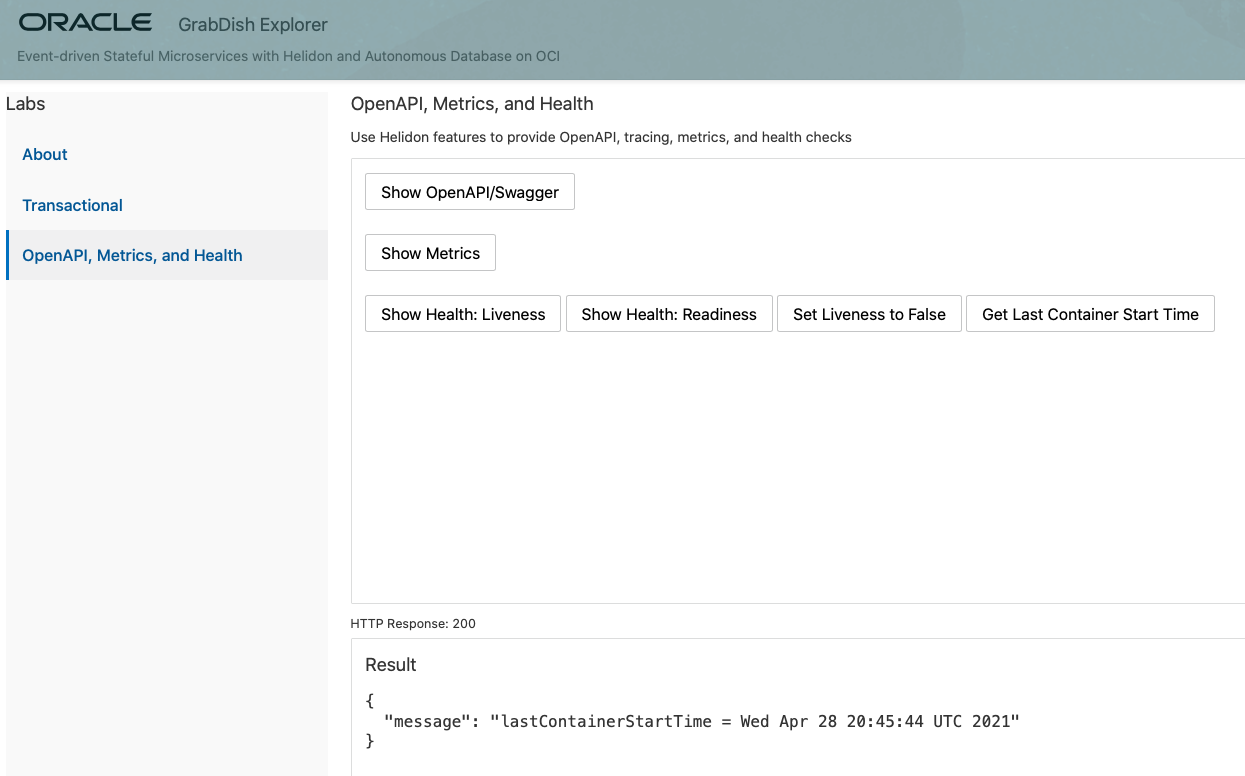 ORACLE GrabDish Explorer
Event-driven Stateful Microservices with Helidon and Autonomous Database on OCI
Labs
About
Transactional
OpenAPI, Metrics, and Health
OpenAPI, Metrics, and Health
Use Helidon features to provide OpenAPI, tracing, metrics, and health checks
Show OpenAPI/Swagger
Show Metrics
Show Health: Liveness Show Health: Readiness Set Liveness to False Get Last Container Start Time
HTTP Response: 200
Result
{
  "message": "lastContainerStartTime = Wed Apr 28 20:45:44 UTC 2021"
}